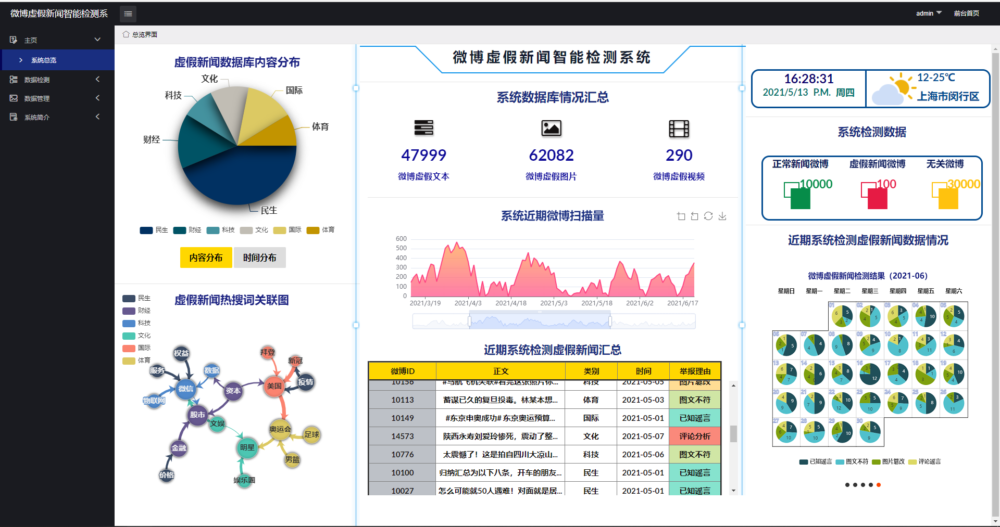 微博虚假新闻智能检测系
admin
前台首页
主页
系统总览
数据检测
数据管理
系统简介
总览界面
虚假新闻数据库内容分布
文化
国际
科技
体育
财经
民生
民生 财经 科技 文化 国际 体育
内容分布 时间分布
虚假新闻热搜词关联图
民生
财经
科技
文化
国际
体育
权益
服务
数据
微信
物联网
资本
股市
文娱
金融
价格
拜登
新冠
疫情
美国
奥运会
足球
男篮
明星
娱乐圈
微博虚假新闻智能检测系统
系统数据库情况汇总
47999 62082 290
微博虚假文本 微博虚假图片 微博虚假视频
系统近期微博扫描量
600
500
400
300
200
100
0
2021/3/19 2021/4/3 2021/4/18 2021/5/3 2021/5/18 2021/6/2 2021/6/17
近期系统检测虚假新闻汇总
微博ID 正文 类别 时间 举报理由
10156 #马航飞机失联#看完这张照片你... 科技 2021-05-05 图片篡改
10113 蓄谋已久的复旦投毒。林某本想... 体育 2021-05-03 图文不符
10149 #东京申奥成功# 东京奥运预算... 国际 2021-05-01 已知谣言
14573 陕西永寿刘爱玲惨死，震动了整... 文化 2021-05-07 评论分析
10776 太震憾了！这是拍自四川大凉山... 科技 2021-05-06 图文不符
10100 归纳汇总为以下八条，开车的朋友... 民生 2021-05-01 已知谣言
10027 怎么可能就50人遇难！对面就是居... 民生 2021-05-01 已知谣言
16:28:31
2021/5/13 P.M. 周四
12-25℃
上海市闵行区
系统检测数据
正常新闻微博 虚假新闻微博 无关微博
10000 100 30000
近期系统检测虚假新闻数据情况
微博虚假新闻检测结果（2021-06）
星期日 星期一 星期二 星期三 星期四 星期五 星期六
01 02 03 04 05
06 07 08 09 10 11 12
13 14 15 16 17 18 19
20 21 22 23 24 25 26
27 28 29 30
已知谣言 图文不符 图片篡改 评论谣言